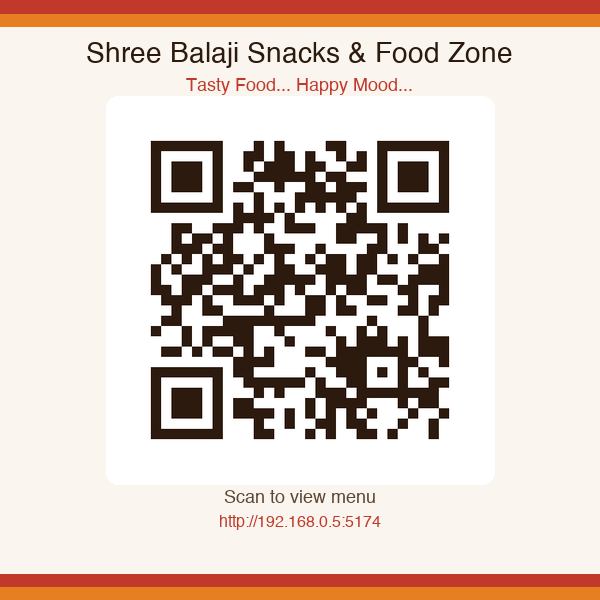 Shree Balaji Snacks & Food Zone
Tasty Food... Happy Mood...
Scan to view menu
http://192.168.0.5:5174